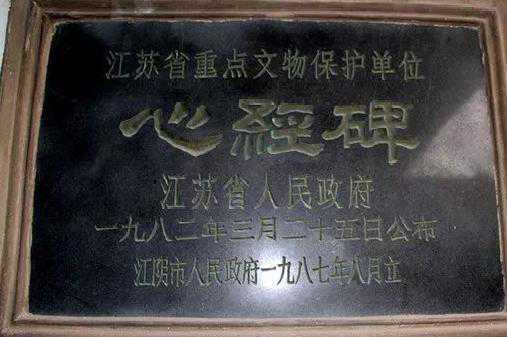 江苏省重点文物保护单位
心經碑
江苏省人民政府
一九八二年三月二十五日公布
江阴市人民政府一九八七年八月立